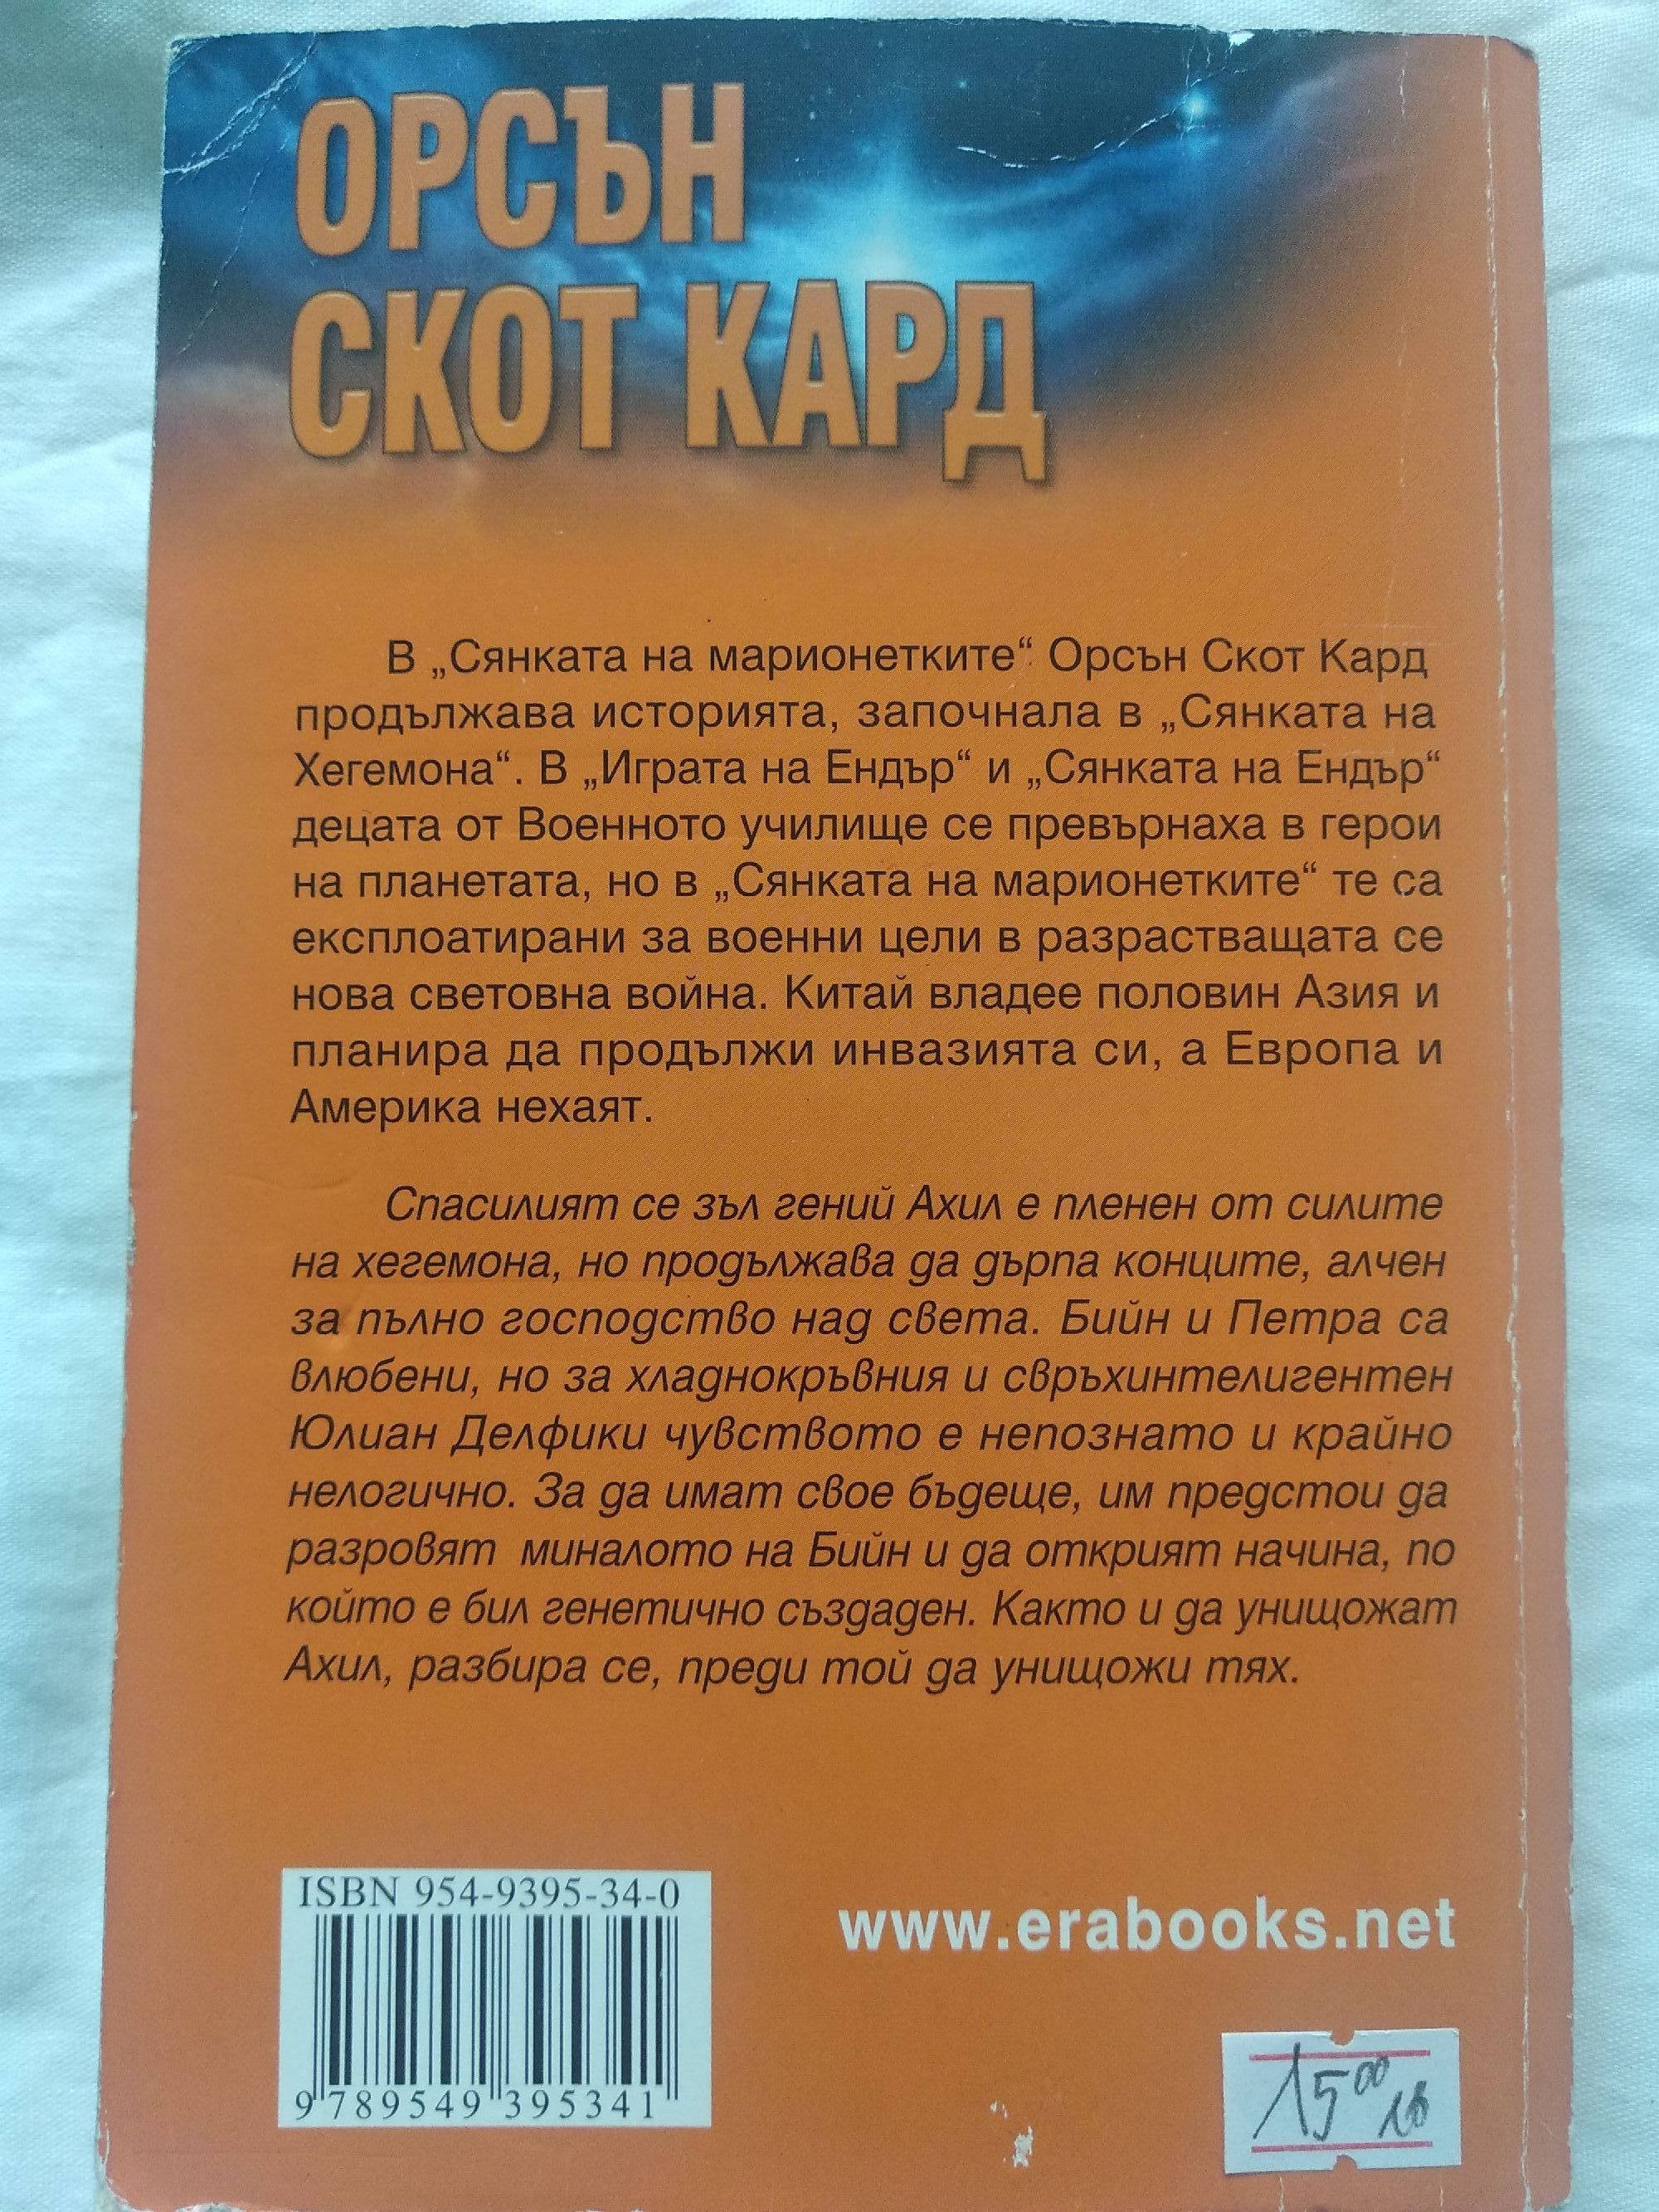 ОРСЪН
СКОТ КАРД
В „Сянката на марионетките“ Орсън Скот Кард
продължава историята, започнала в „Сянката на
Хегемона“. В „Играта на Ендър“ и „Сянката на Ендър“
децата от Военното училище се превърнаха в герои
на планетата, но в „Сянката на марионетките“ те са
експлоатирани за военни цели в разрастващата се
нова световна война. Китай владее половин Азия и
планира да продължи инвазията си, а Европа и
Америка нехаят.
Спасилият се зъл гений Ахил е пленен от силите
на хегемона, но продължава да дърпа конците, алчен
за пълно господство над света. Бийн и Петра са
влюбени, но за хладнокръвния и свръхинтелигентен
Юлиан Делфики чувството е непознато и крайно
нелогично. За да имат свое бъдеще, им предстои да
разровят миналото на Бийн и да открият начина, по
който е бил генетично създаден. Както и да унищожат
Ахил, разбира се, преди той да унищожи тях.
ISBN 954-9395-34-0
9 789549 395341
www.erabooks.net
15 00 лв